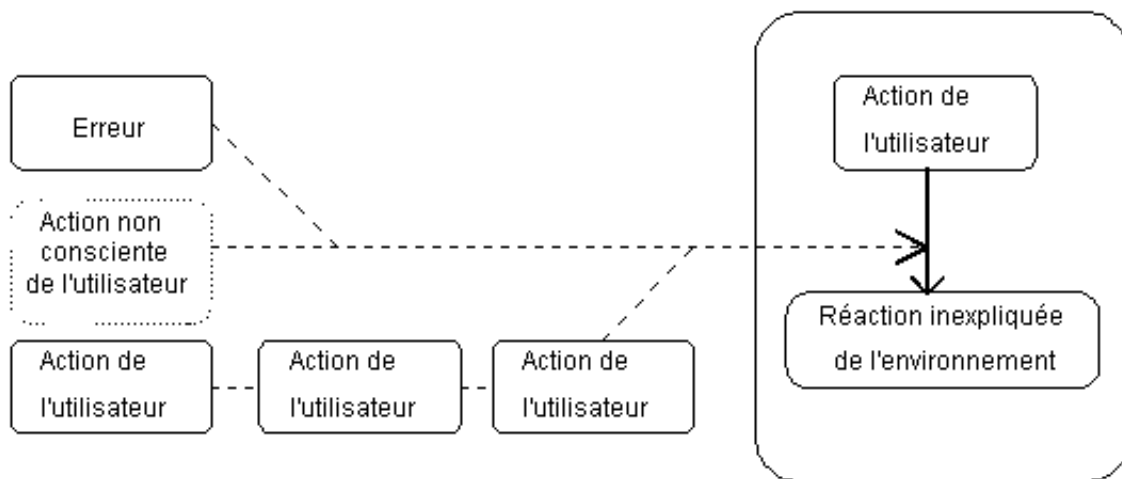 Erreur
Action non
consciente
de l'utilisateur
Action de
l'utilisateur
Action de
l'utilisateur
Action de
l'utilisateur
Action de
l'utilisateur
Réaction inexpliquée
de l'environnement